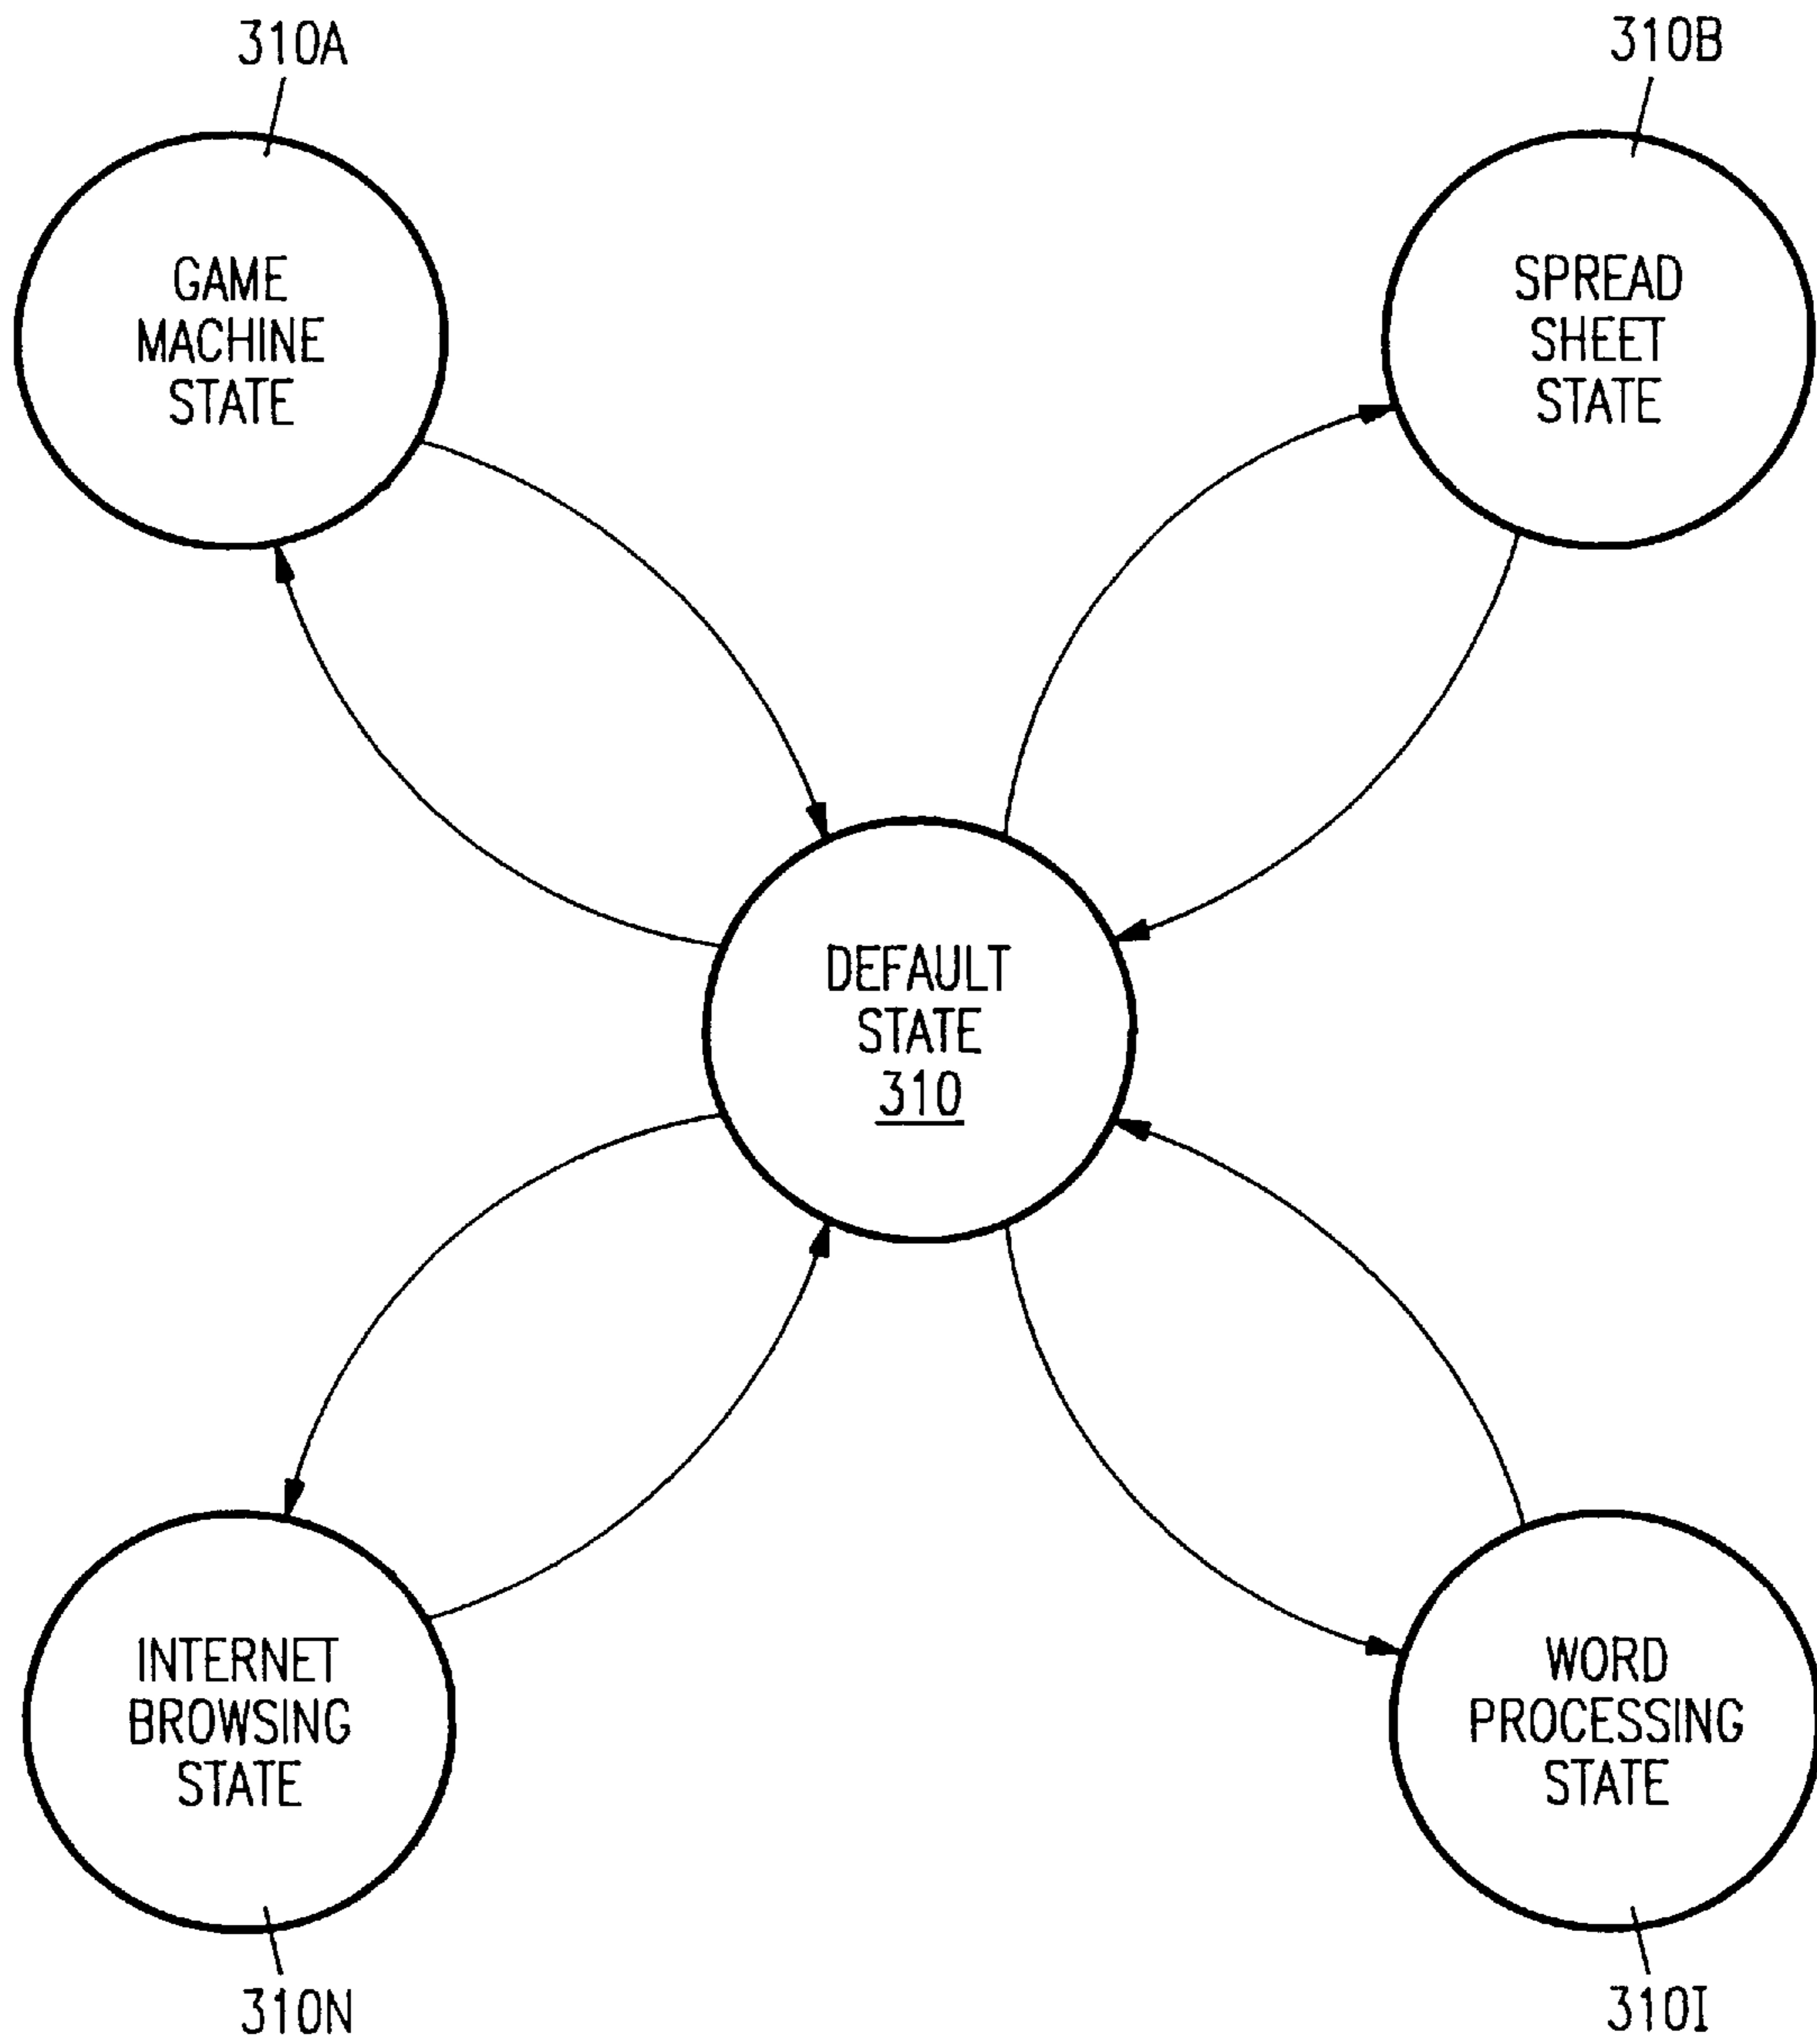 310A
310B
GAME
MACHINE
STATE
SPREAD
SHEET
STATE
DEFAULT
STATE
310
INTERNET
BROWSING
STATE
WORD
PROCESSING
STATE
310N
310I